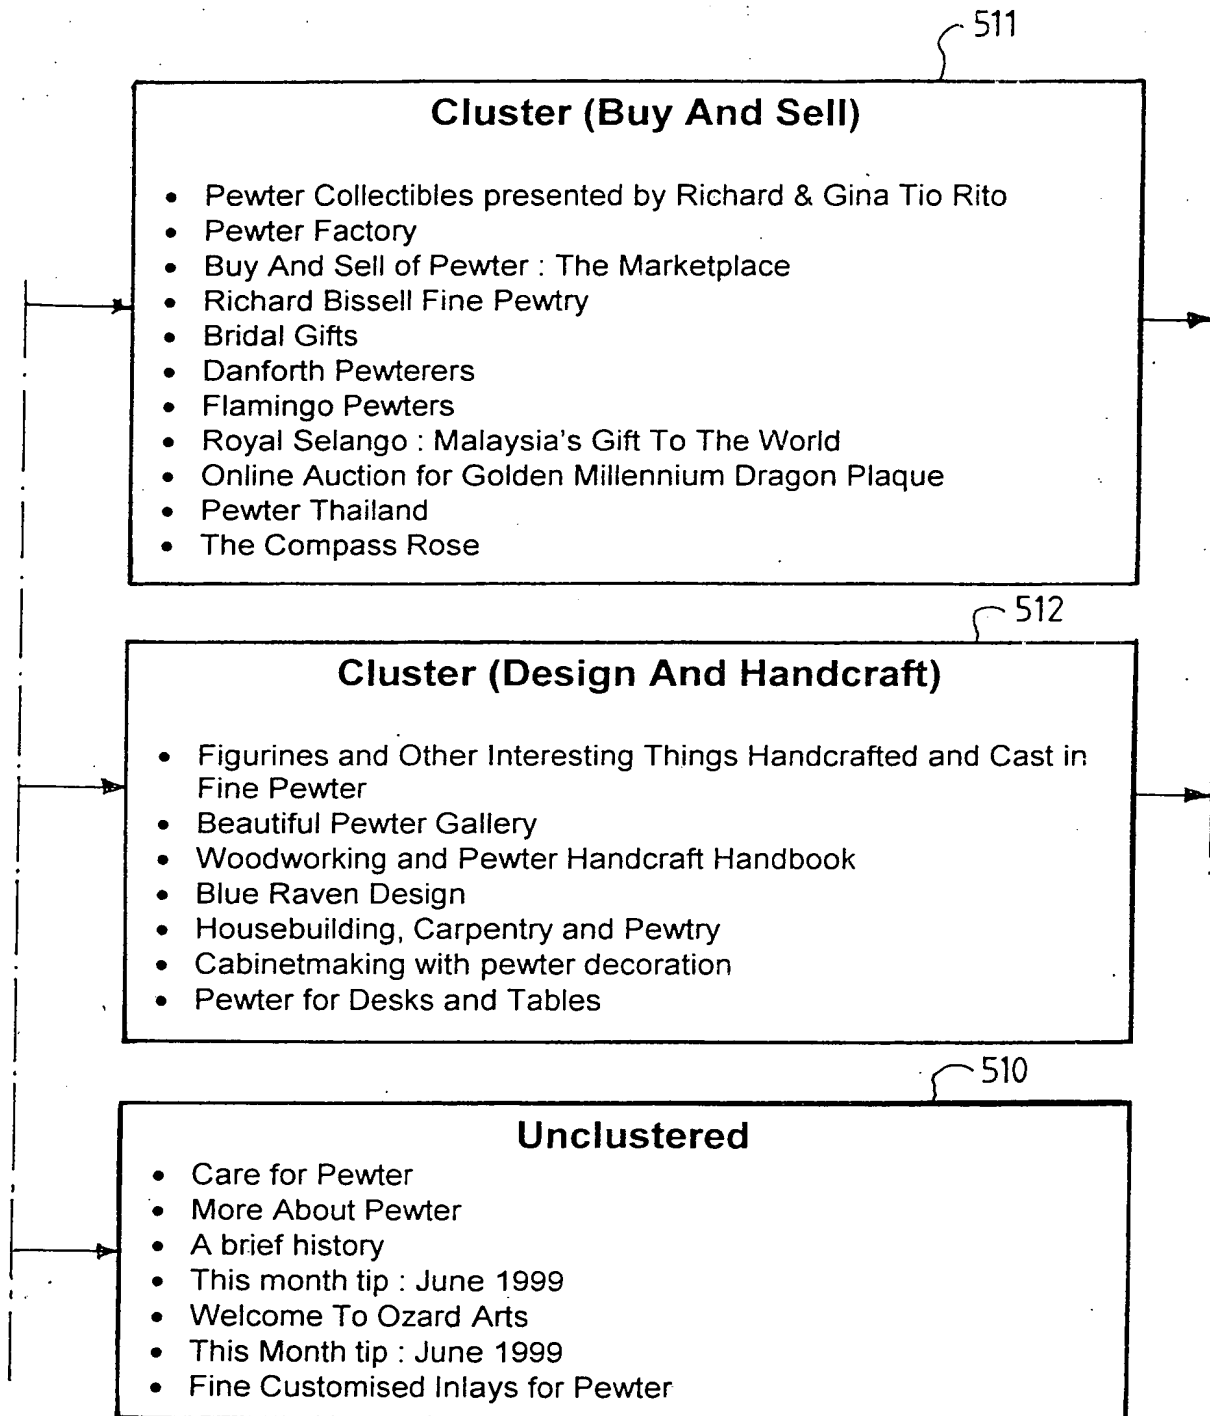 511
Cluster (Buy And Sell)
• Pewter Collectibles presented by Richard & Gina Tio Rito
• Pewter Factory
• Buy And Sell of Pewter : The Marketplace
• Richard Bissell Fine Pewtry
• Bridal Gifts
• Danforth Pewterers
• Flamingo Pewters
• Royal Selango : Malaysia's Gift To The World
• Online Auction for Golden Millennium Dragon Plaque
• Pewter Thailand
• The Compass Rose
512
Cluster (Design And Handcraft)
• Figurines and Other Interesting Things Handcrafted and Cast in
Fine Pewter
• Beautiful Pewter Gallery
• Woodworking and Pewter Handcraft Handbook
• Blue Raven Design
• Housebuilding, Carpentry and Pewtry
• Cabinetmaking with pewter decoration
• Pewter for Desks and Tables
510
Unclustered
• Care for Pewter
• More About Pewter
• A brief history
• This month tip : June 1999
• Welcome To Ozard Arts
• This Month tip : June 1999
• Fine Customised Inlays for Pewter